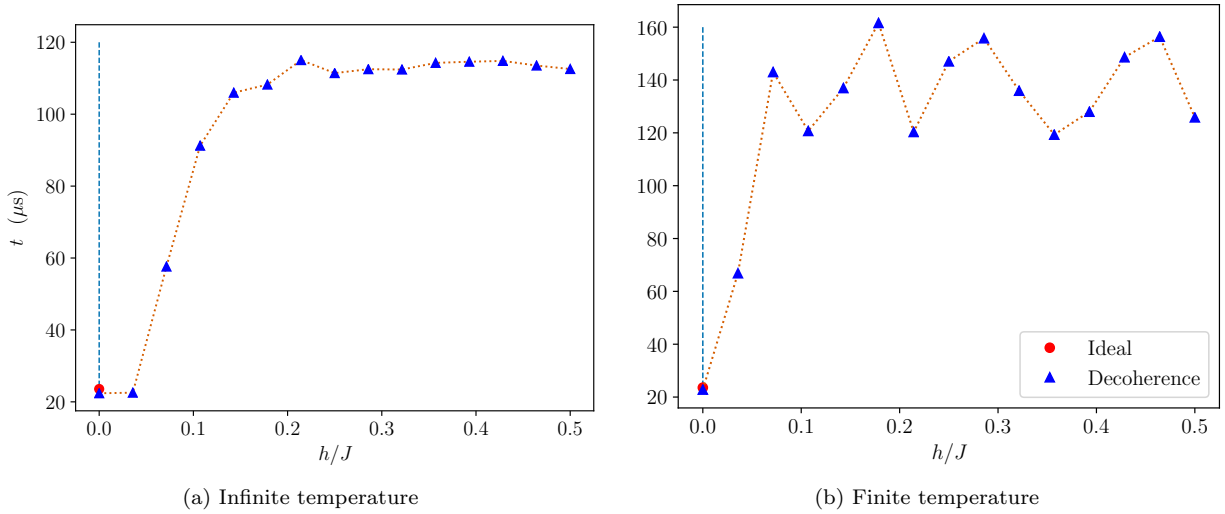 120
100
80
60
40
20
t (μs)
0.0 0.1 0.2 0.3 0.4 0.5
h/J
(a) Infinite temperature
160
140
120
100
80
60
40
20
Ideal
Decoherence
0.0 0.1 0.2 0.3 0.4 0.5
h/J
(b) Finite temperature